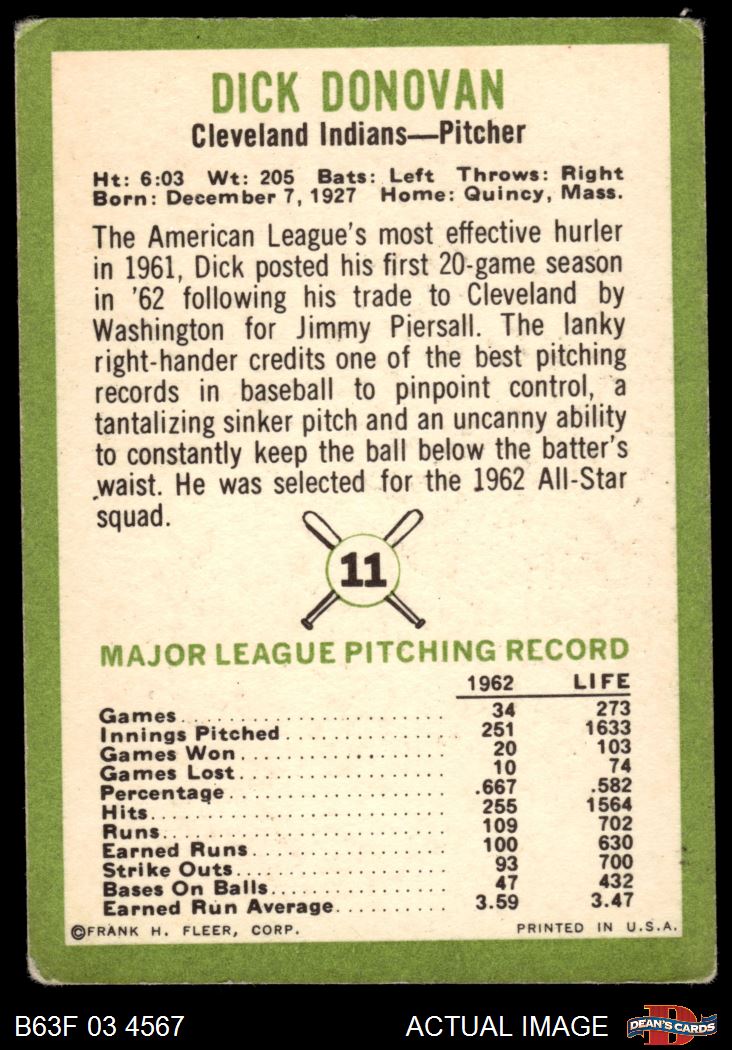 DICK DONOVAN
Cleveland Indians—Pitcher
Ht: 6:03 Wt: 205 Bats: Left Throws: Right
Born: December 7, 1927 Home: Quincy, Mass.
The American League's most effective hurler
in 1961, Dick posted his first 20-game season
in '62 following his trade to Cleveland by
Washington for Jimmy Piersall. The lanky
right-hander credits one of the best pitching
records in baseball to pinpoint control, a
tantalizing sinker pitch and an uncanny ability
to constantly keep the ball below the batter's
waist. He was selected for the 1962 All-Star
squad.
11
MAJOR LEAGUE PITCHING RECORD
1962 LIFE
Games 34 273
Innings Pitched 251 1633
Games Won 20 103
Games Lost 10 74
Percentage .667 .582
Hits 255 1564
Runs 109 702
Earned Runs 100 630
Strike Outs 93 700
Bases On Balls 47 432
Earned Run Average 3.59 3.47
©FRANK H. FLEER, CORP. PRINTED IN U.S.A.
B63F 03 4567 ACTUAL IMAGE DEAN'S CARDS